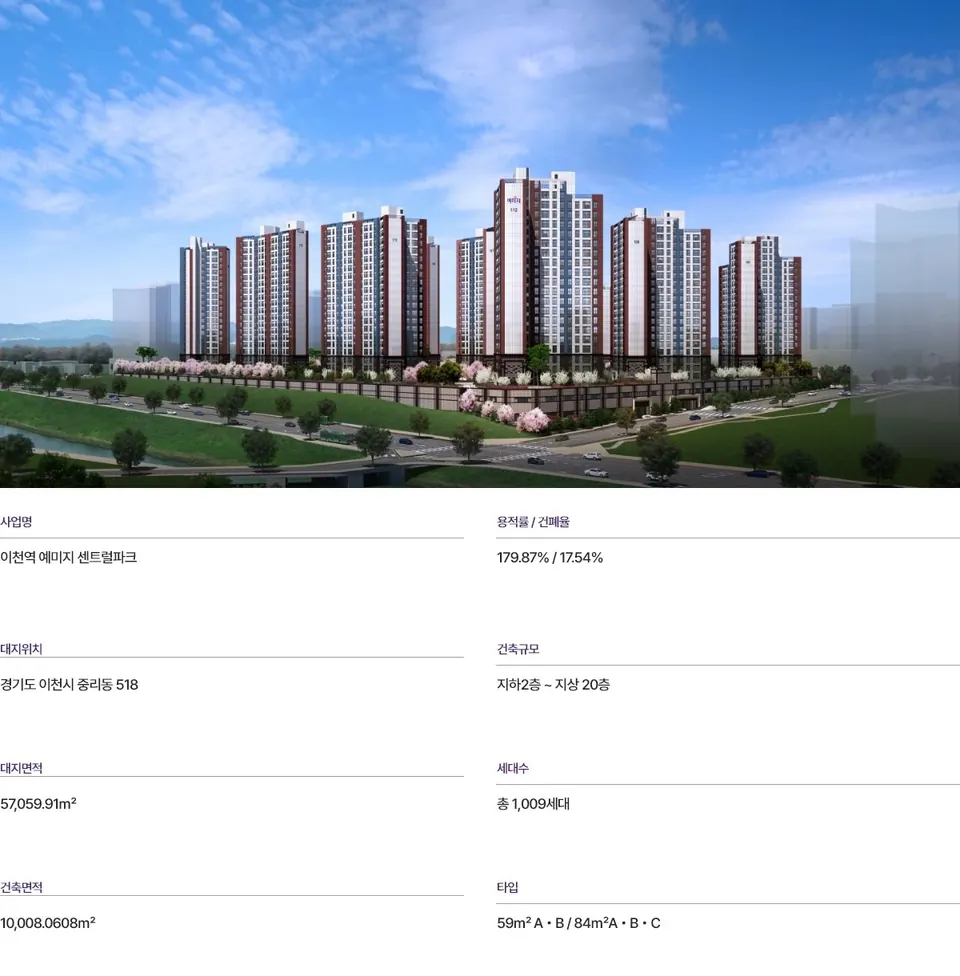 예미지
112
사업명
용적률 / 건폐율
이천역 예미지 센트럴파크
179.87% / 17.54%
대지위치
건축규모
경기도 이천시 중리동 518
지하2층 ~ 지상 20층
대지면적
세대수
57,059.91m²
총 1,009세대
건축면적
타입
10,008.0608m²
59m² A • B / 84m²A • B • C